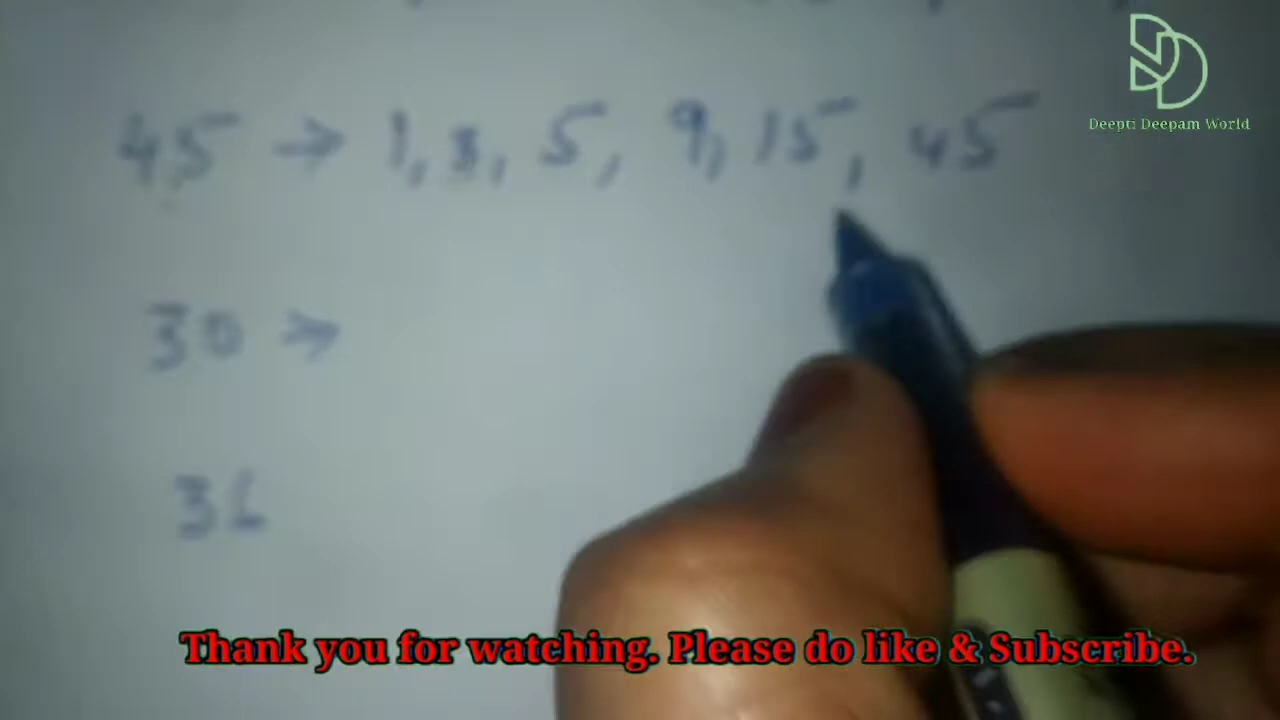 Deepti Deepam World
45 → 1, 3, 5, 9, 15, 45
30 →
36
Thank you for watching. Please do like & Subscribe.